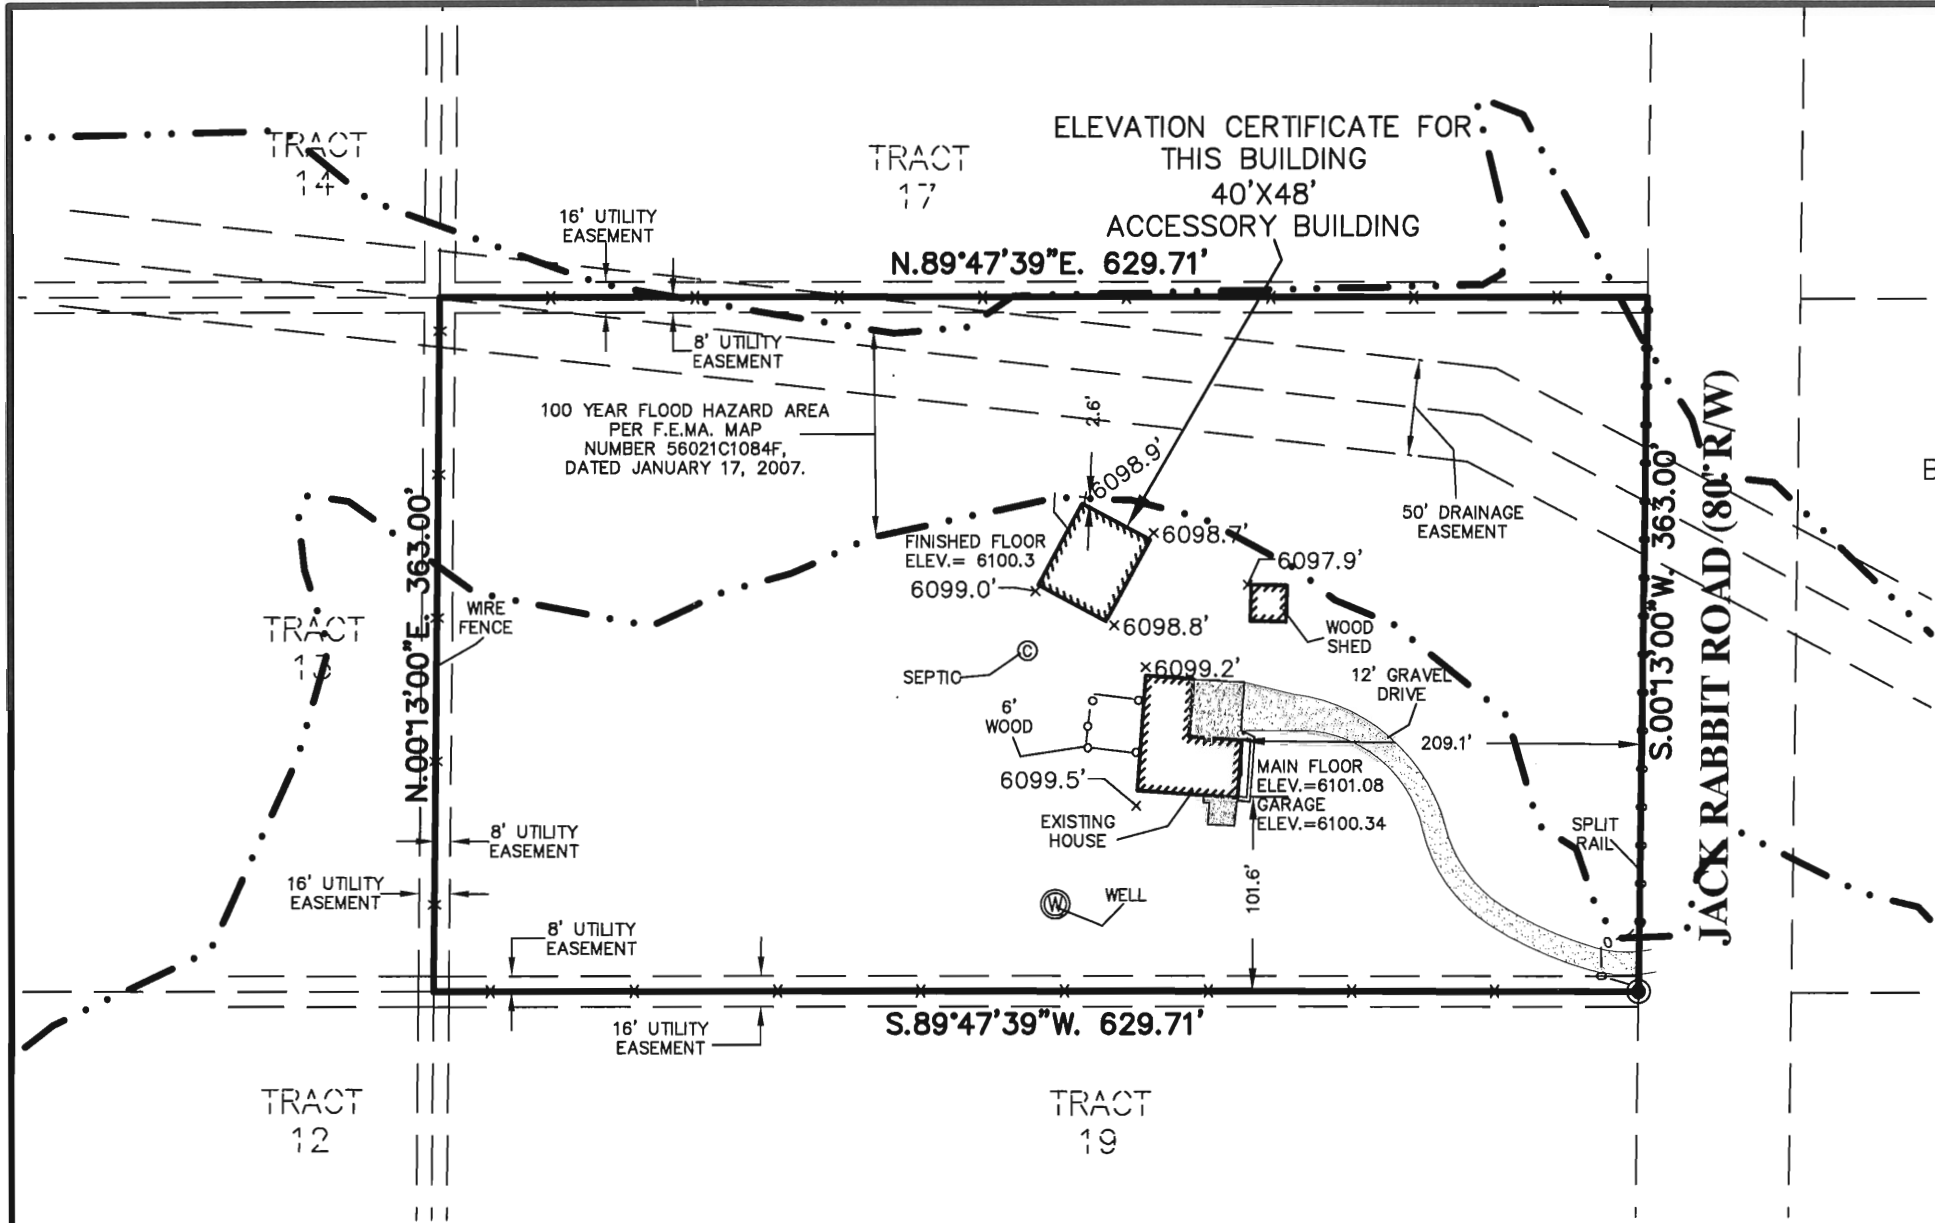 TRACT
14
TRACT
17
ELEVATION CERTIFICATE FOR
THIS BUILDING
40'X48'
ACCESSORY BUILDING
16' UTILITY
EASEMENT
N.89°47'39"E. 629.71'
8' UTILITY
EASEMENT
100 YEAR FLOOD HAZARD AREA
PER F.E.MA. MAP
NUMBER 56021C1084F,
DATED JANUARY 17, 2007.
2.6'
6098.9'
50' DRAINAGE
EASEMENT
FINISHED FLOOR
ELEV.= 6100.3
6098.7'
6097.9'
6099.0'
6098.8'
WOOD
SHED
N.00°13'00"E. 363.00'
WIRE
FENCE
TRACT
13
S.00°13'00"W. 363.00'
JACK RABBIT ROAD (80' R/W)
SEPTIC
C
6099.2'
12' GRAVEL
DRIVE
6'
WOOD
209.1'
6099.5'
MAIN FLOOR
ELEV.=6101.08
GARAGE
ELEV.=6100.34
EXISTING
HOUSE
SPLIT
RAIL
8' UTILITY
EASEMENT
16' UTILITY
EASEMENT
W
WELL
101.6'
8' UTILITY
EASEMENT
16' UTILITY
EASEMENT
S.89°47'39"W. 629.71'
TRACT
12
TRACT
19